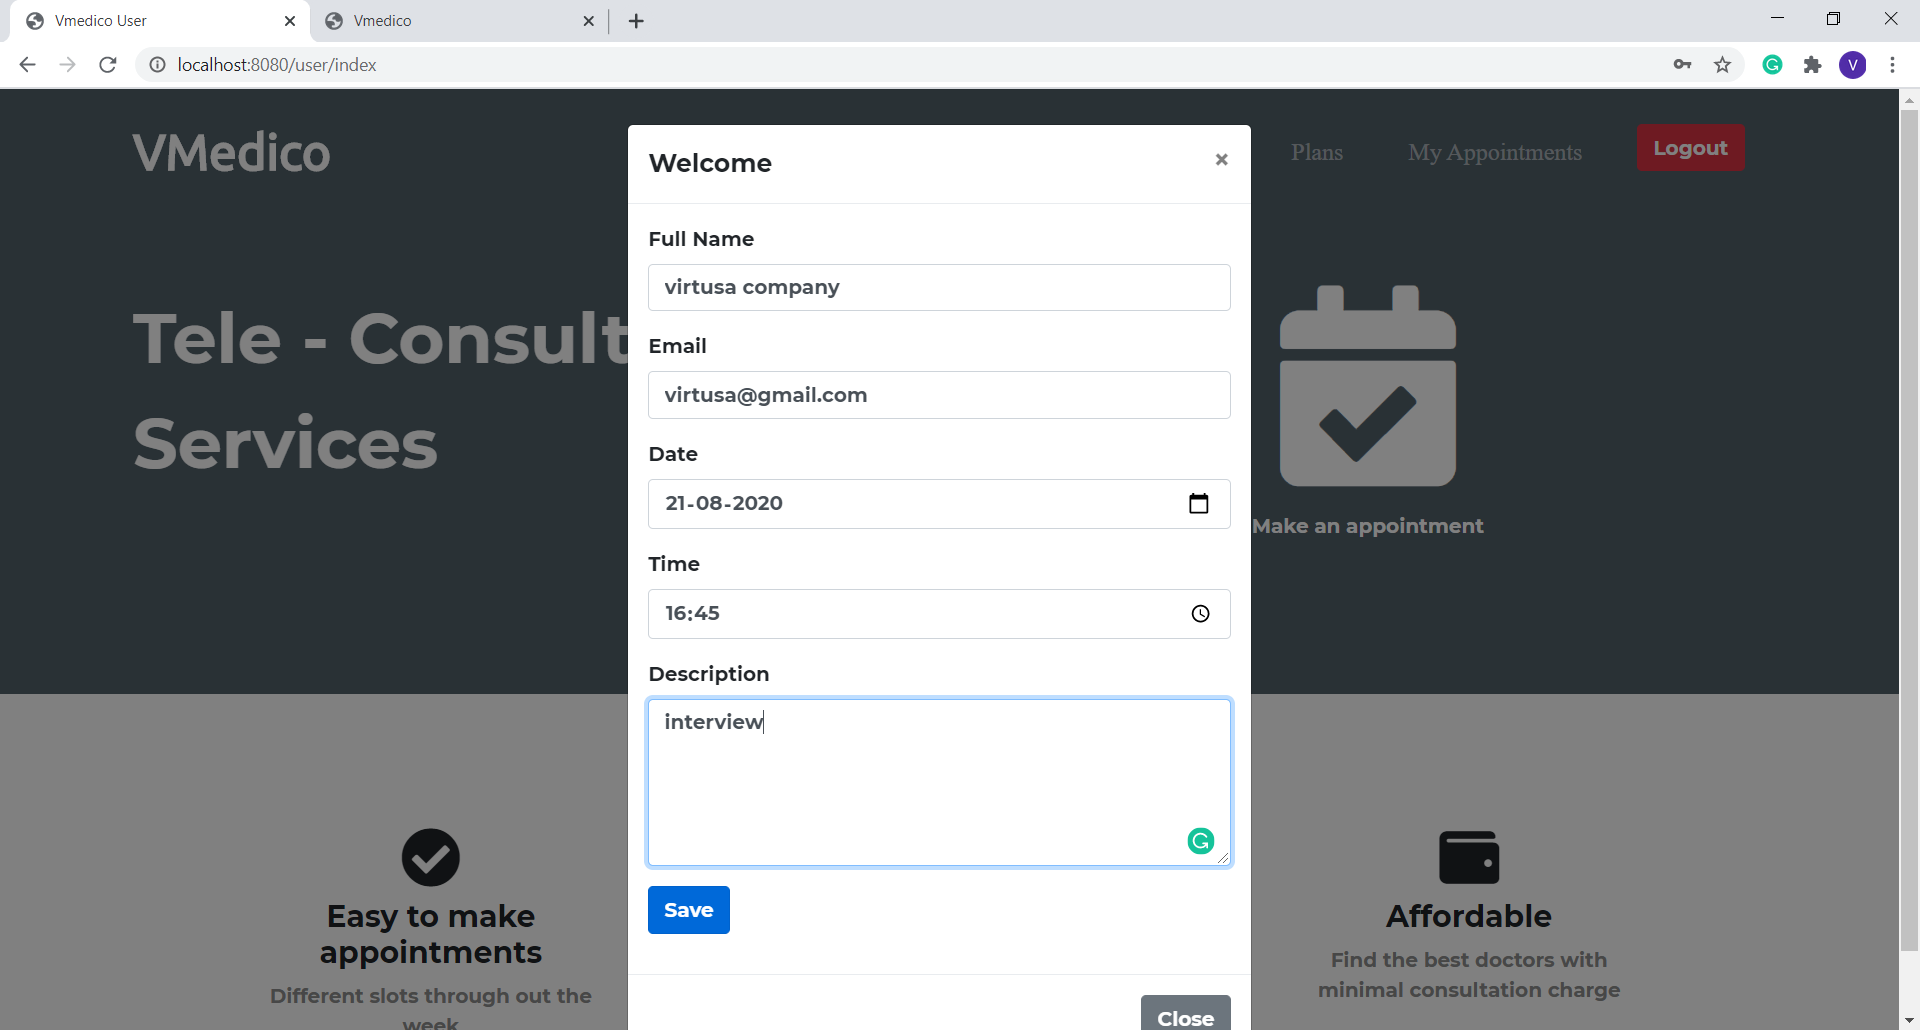 Vmedico User
Vmedico
localhost:8080/user/index
V
VMedico
Plans
My Appointments
Logout
Tele - Consult
Services
Make an appointment
Welcome
×
Full Name
virtusa company
Email
virtusa@gmail.com
Date
21-08-2020
Time
16:45
Description
interview
Save
Close
Easy to make
appointments
Different slots through out the
week
Affordable
Find the best doctors with
minimal consultation charge